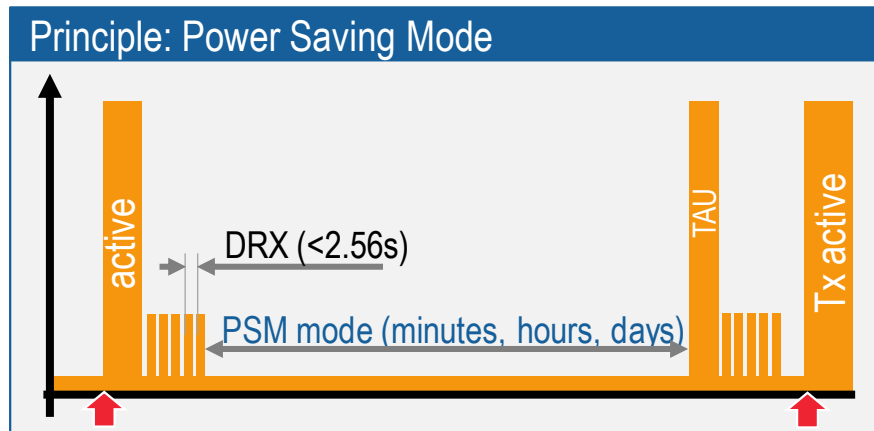 Principle: Power Saving Mode
active
DRX (<2.56s)
PSM mode (minutes, hours, days)
TAU
Tx active